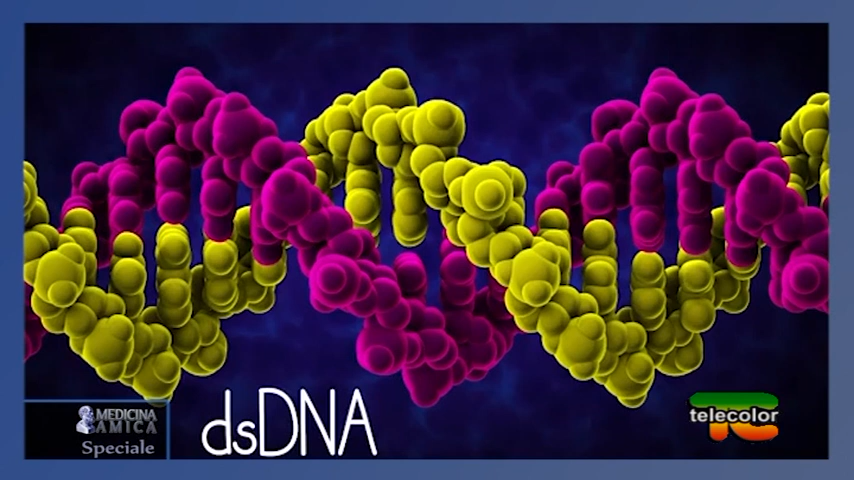 MEDICINA
AMICA
Speciale
dsDNA
telecolor